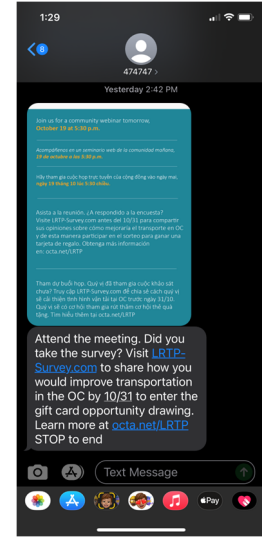 1:29
8
474747 >
Yesterday 2:42 PM
Join us for a community webinar tomorrow,
October 19 at 5:30 p.m.
Acompáñenos en un seminario web de la comunidad mañana,
19 de octubre a las 5:30 p.m.
Hãy tham gia cuộc họp trực tuyến của cộng đồng vào ngày mai,
ngày 19 tháng 10 lúc 5:30 chiều.
Asista a la reunión. ¿A respondido a la encuesta?
Visite LRTP-Survey.com antes del 10/31 para compartir
sus opiniones sobre cómo mejoraría el transporte en OC
y de esta manera participar en el sorteo para ganar una
tarjeta de regalo. Obtenga más información
en: octa.net/LRTP
Tham dự buổi họp. Quý vị đã tham gia cuộc khảo sát
chưa? Truy cập LRTP-Survey.com để chia sẻ cách quý vị
sẽ cải thiện tình hình vận tải tại OC trước ngày 31/10.
Quý vị sẽ có cơ hội tham gia rút thăm có hội thẻ quà
tặng. Tìm hiểu thêm tại octa.net/LRTP
Attend the meeting. Did you
take the survey? Visit LRTP-
Survey.com to share how you
would improve transportation
in the OC by 10/31 to enter the
gift card opportunity drawing.
Learn more at octa.net/LRTP
STOP to end
Text Message
Pay